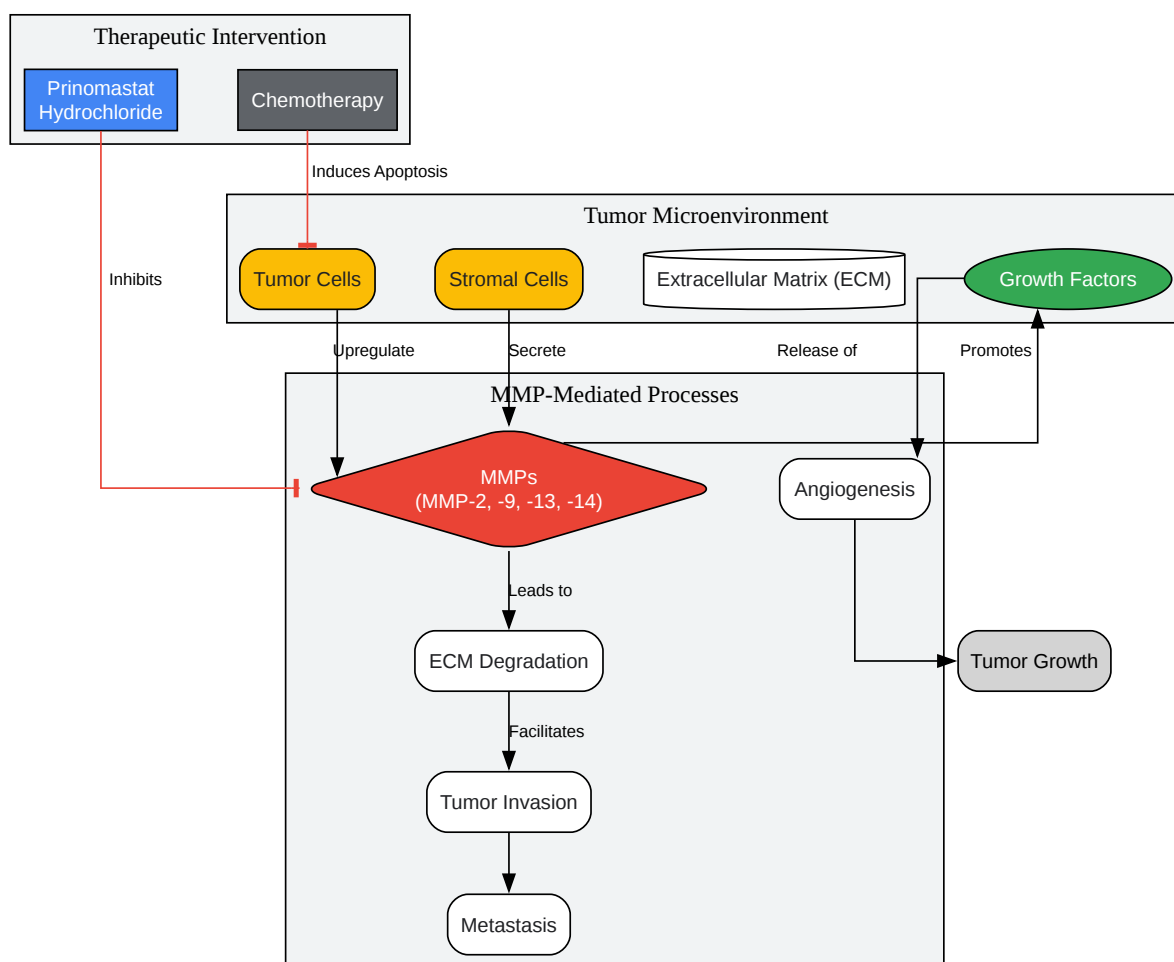 Therapeutic Intervention
Prinomastat
Hydrochloride
Chemotherapy
Induces Apoptosis
Tumor Microenvironment
Inhibits
Tumor Cells
Stromal Cells
Extracellular Matrix (ECM)
Growth Factors
Upregulate
Secrete
Release of
Promotes
MMP-Mediated Processes
MMPs
(MMP-2, -9, -13, -14)
Angiogenesis
Leads to
ECM Degradation
Tumor Growth
Facilitates
Tumor Invasion
Metastasis